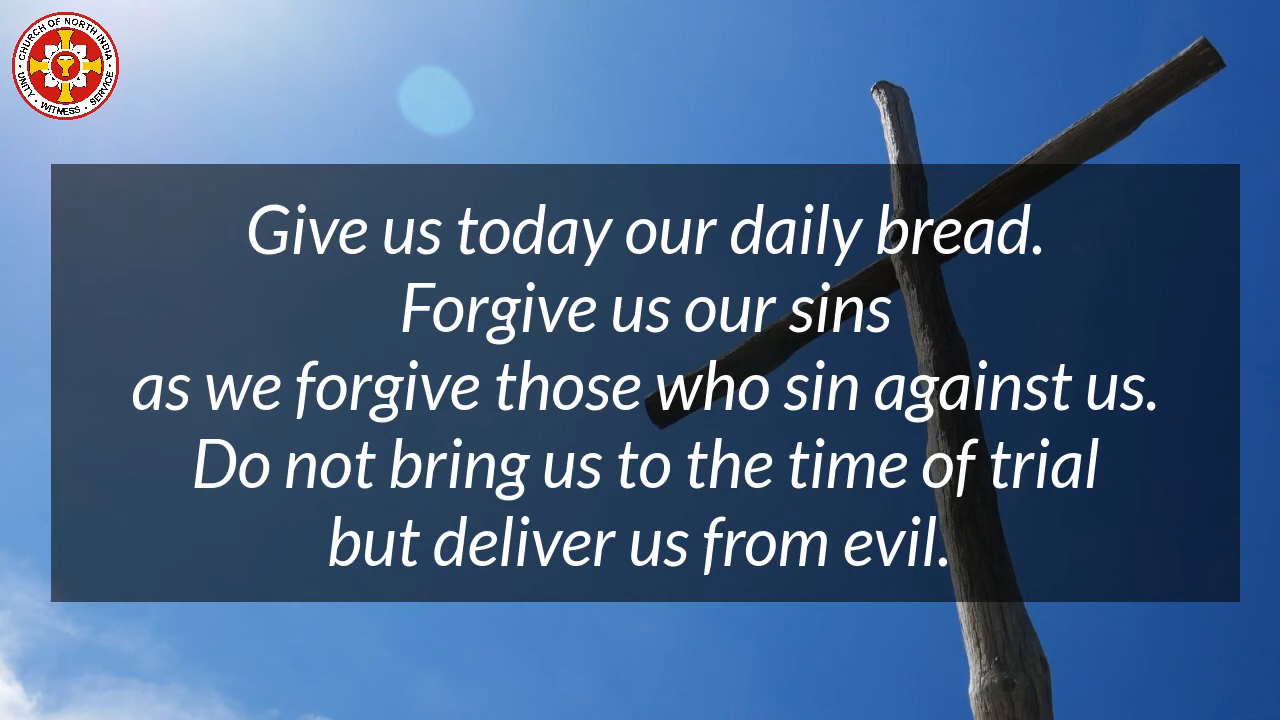 CHURCH OF NORTH INDIA
UNITY · WITNESS · SERVICE
Give us today our daily bread.
Forgive us our sins
as we forgive those who sin against us.
Do not bring us to the time of trial
but deliver us from evil.